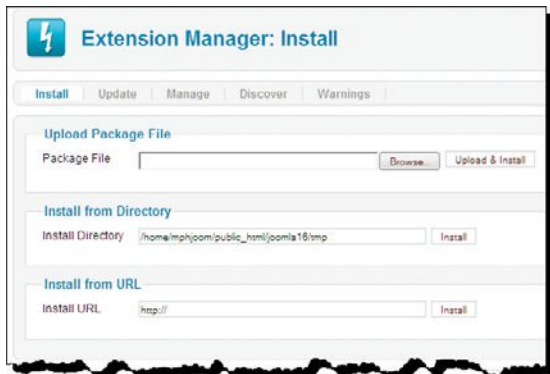 Extension Manager: Install
Install Update Manage Discover Warnings
Upload Package File
Package File Browse... Upload & Install
Install from Directory
Install Directory /home/mphjoom/public_html/joomla16/tmp Install
Install from URL
Install URL http:// Install